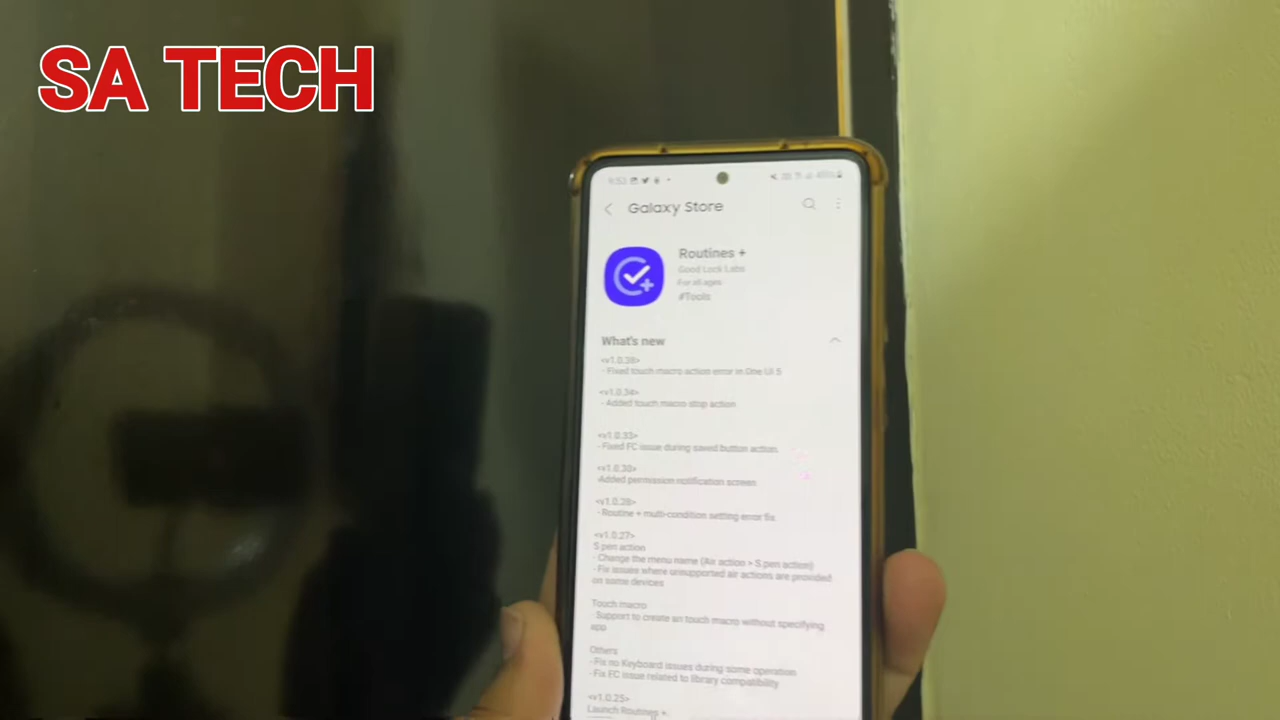 SA TECH
9:52
Galaxy Store
Routines +
Good Lock Labs
For all ages
#Tools
What's new
- Fixed touch macro action error in One UI 5
<v1.0.34>
- Added touch macro stop action
<v1.0.33>
- Fixed FC issue during saved button action
<v1.0.30>
-Added permission notification screen
<v1.0.28>
- Routine + multi-condition setting error fix.
<v1.0.27>
S pen action
- Change the menu name (Air action > S pen action)
- Fix issues where unsupported air actions are provided
on some devices
Touch macro
- Support to create an touch macro without specifying
app
Others
- Fix no Keyboard issues during some operation
- Fix FC issue related to library compatibility
<v1.0.25>
Launch Routines +.